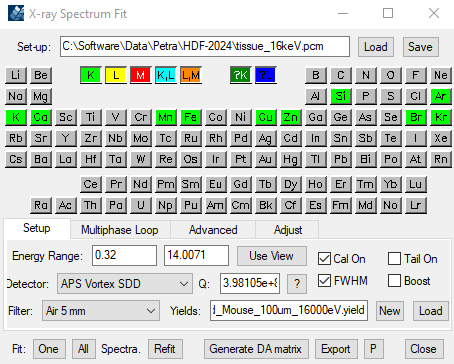 X-ray Spectrum Fit
Set-up: C:\Software\Data\Petra\HDF-2024\tissue_16keV.pcm Load Save
Li Be K L M K,L L,M ?K ?L B C N O F Ne
Na Mg Al Si P S Cl Ar
K Ca Sc Ti V Cr Mn Fe Co Ni Cu Zn Ga Ge As Se Br Kr
Rb Sr Y Zr Nb Mo Tc Ru Rh Pd Ag Cd In Sn Sb Te I Xe
Cs Ba La Hf Ta W Re Os Ir Pt Au Hg Tl Pb Bi Po At Rn
Ce Pr Nd Pm Sm Eu Gd Tb Dy Ho Er Tm Yb Lu
Ra Ac Th Pa U Np Pu Am Cm Bk Cf Es Fm Md No Lr
Setup Multiphase Loop Advanced Adjust
Energy Range: 0.32 14.0071 Use View Cal On Tail On
Detector: APS Vortex SDD Q: 3.98105e+8 ? FWHM Boost
Filter: Air 5 mm Yields: d_Mouse_100um_16000eV.yield New Load
Fit: One All Spectra. Refit Generate DA matrix Export P Close